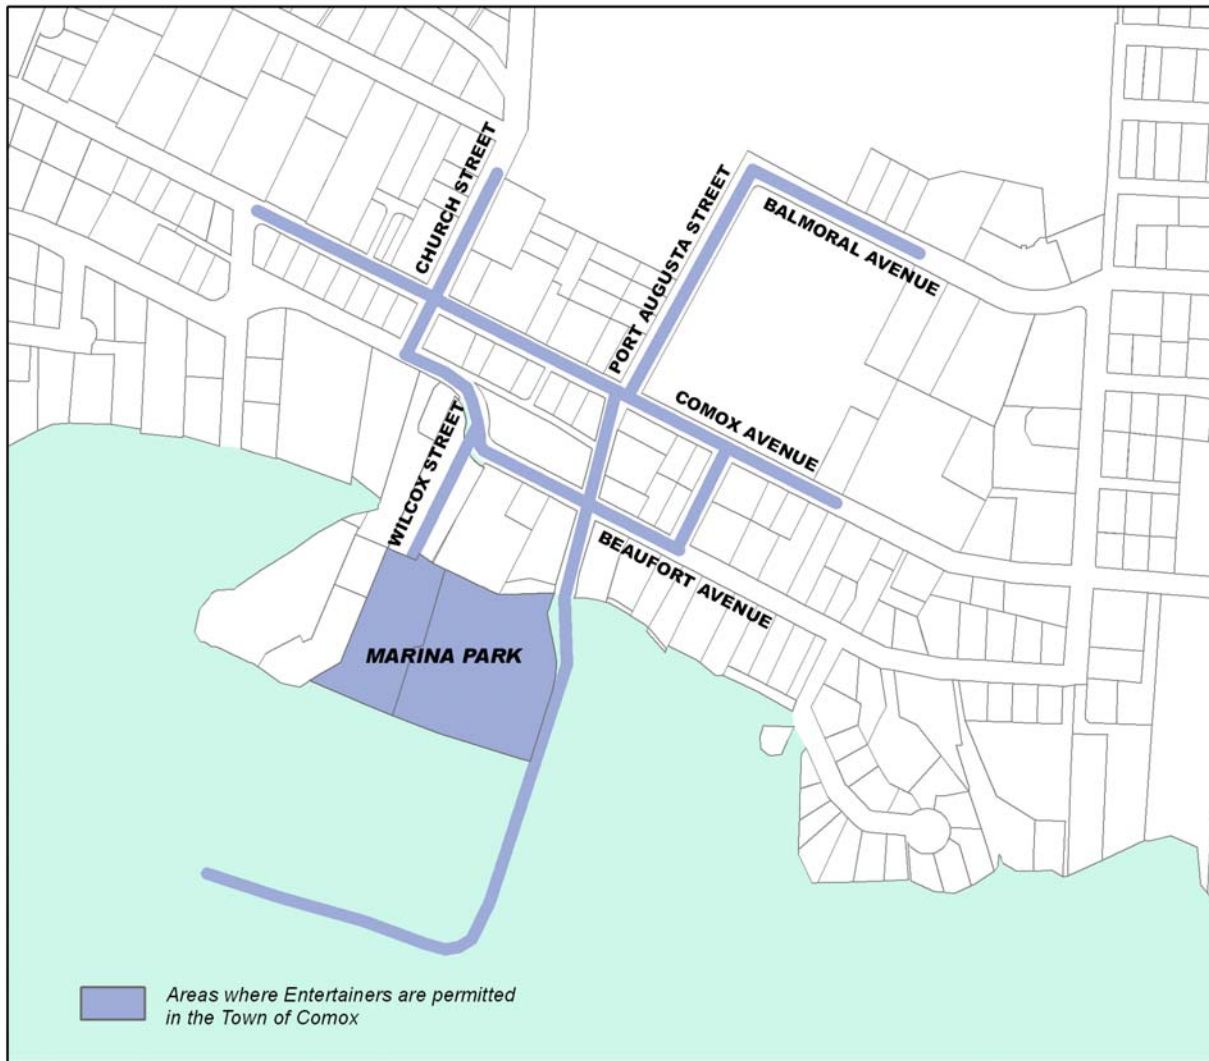 CHURCH STREET
PORT AUGUSTA STREET
BALMORAL AVENUE
COMOX AVENUE
WILCOX STREET
BEAUFORT AVENUE
MARINA PARK
Areas where Entertainers are permitted
in the Town of Comox